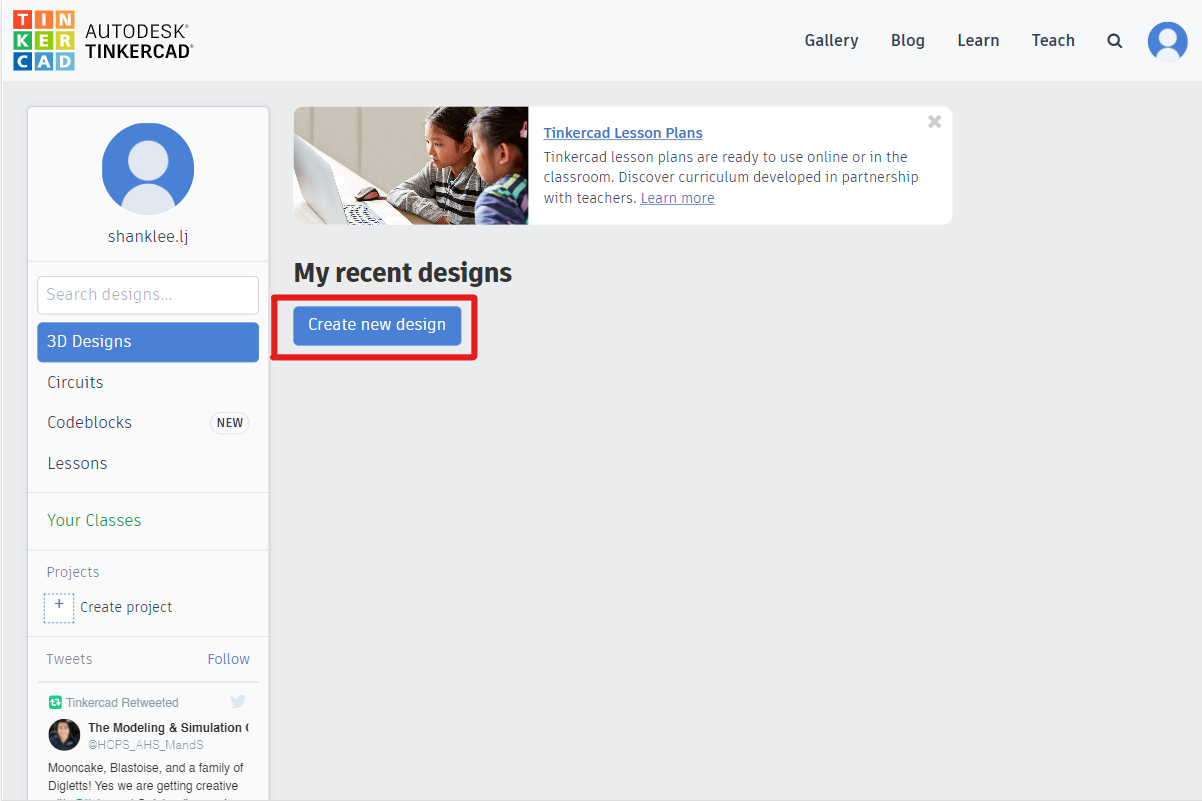 TIN
KER
CAD
AUTODESK®
TINKERCAD®
Gallery
Blog
Learn
Teach
shanklee.lj
Search designs...
3D Designs
Circuits
Codeblocks
NEW
Lessons
Your Classes
Projects
+ Create project
Tweets
Follow
Tinkercad Retweeted
The Modeling & Simulation
@HCPS_AHS_MandS
Mooncake, Blastoise, and a family of
Digletts! Yes we are getting creative
Tinkercad Lesson Plans
Tinkercad lesson plans are ready to use online or in the
classroom. Discover curriculum developed in partnership
with teachers. Learn more
My recent designs
Create new design